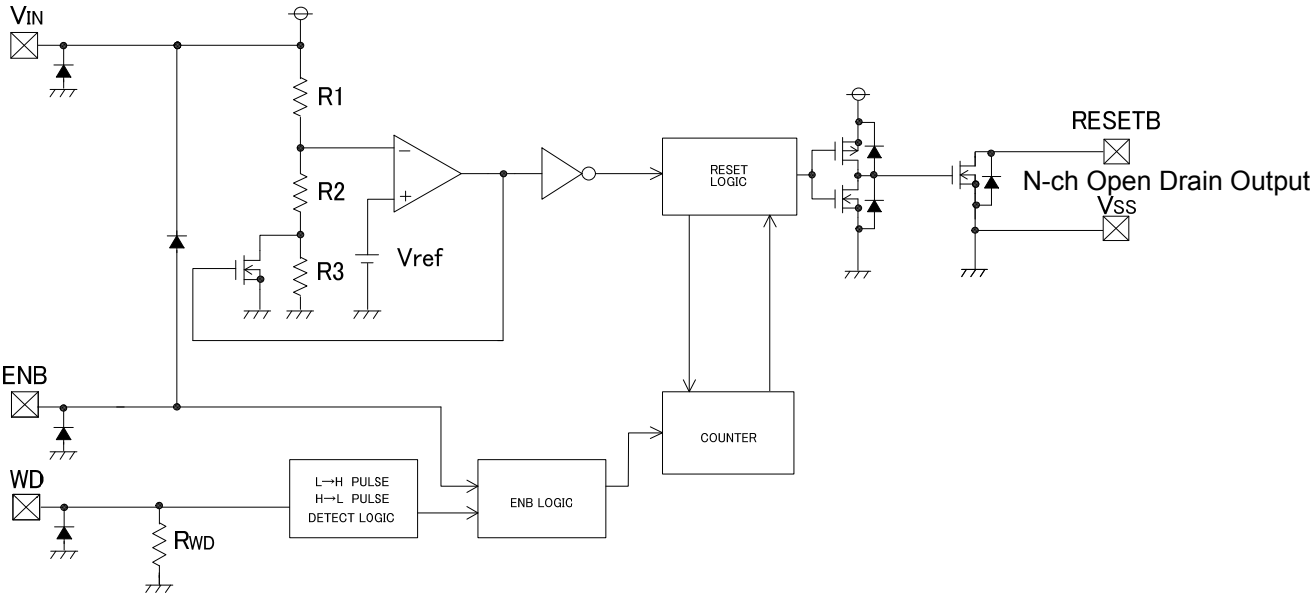 VIN
R1
R2
R3
−
+
Vref
RESET
LOGIC
RESETB
N-ch Open Drain Output
VSS
ENB
COUNTER
WD
L→H PULSE
H→L PULSE
DETECT LOGIC
ENB LOGIC
RWD